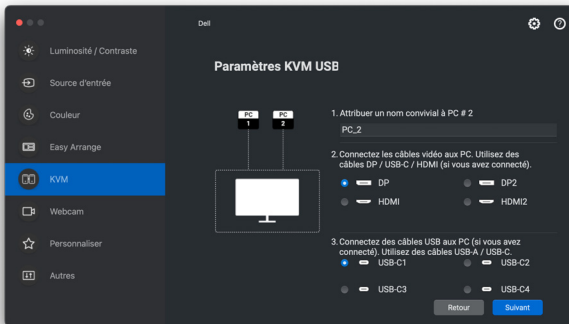 Dell
Luminosité / Contraste
Source d'entrée
Couleur
Easy Arrange
KVM
Webcam
Personnaliser
Autres
Paramètres KVM USB
PC
1
PC
2
1. Attribuer un nom convivial à PC # 2
PC_2
2. Connectez les câbles vidéo aux PC. Utilisez des
câbles DP / USB-C / HDMI (si vous avez connecté).
DP
DP2
HDMI
HDMI2
3. Connectez des câbles USB aux PC (si vous avez
connecté). Utilisez des câbles USB-A / USB-C.
USB-C1
USB-C2
USB-C3
USB-C4
Retour
Suivant